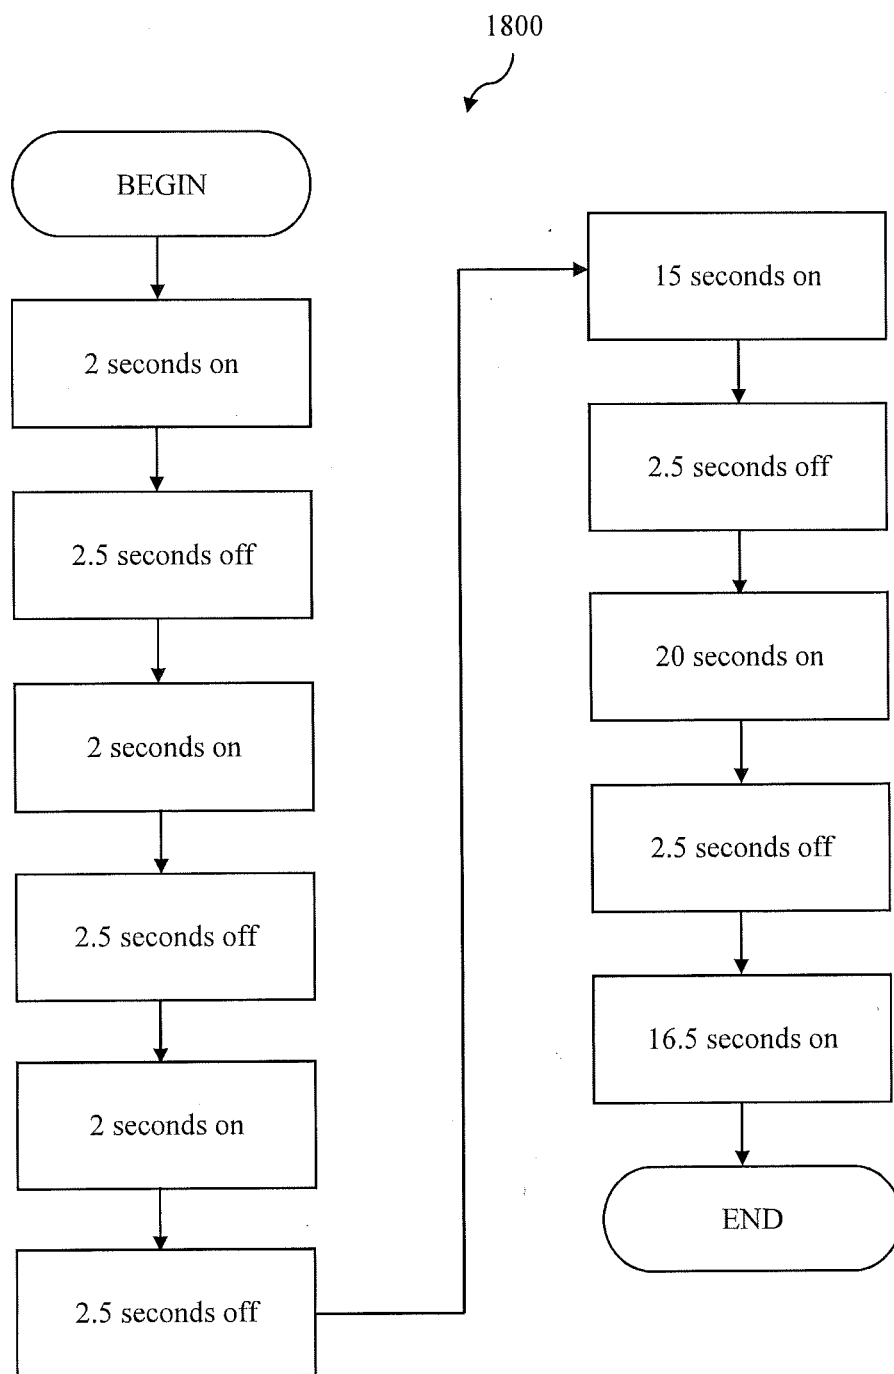 1800
BEGIN
2 seconds on
2.5 seconds off
2 seconds on
2.5 seconds off
2 seconds on
2.5 seconds off
15 seconds on
2.5 seconds off
20 seconds on
2.5 seconds off
16.5 seconds on
END